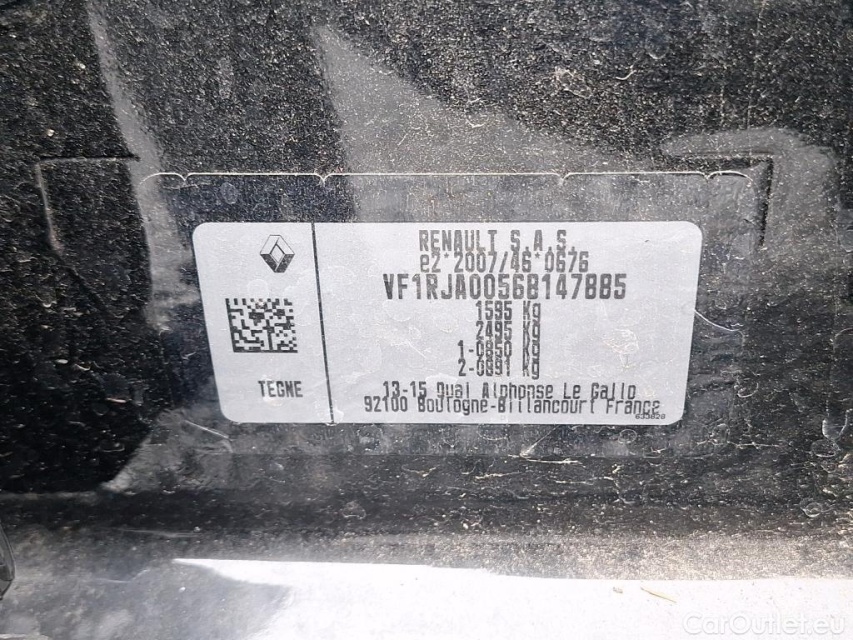 RENAULT S.A.S.
e2*2007/46*0676
VF1RJA00568147885
1595 Kg
2495 Kg
1-0850 Kg
2-0891 Kg
TEGNE
13-15 Quai Alphonse Le Gallo
92100 Boulogne-Billancourt France
CarOutlet.eu